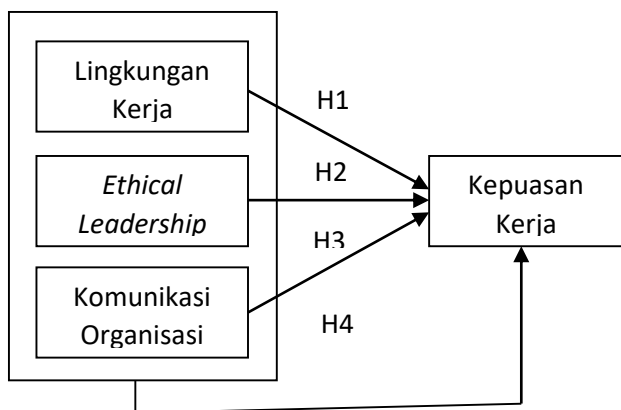 Lingkungan
Kerja
H1
Ethical
Leadership
H2
Kepuasan
Kerja
H3
Komunikasi
Organisasi
H4